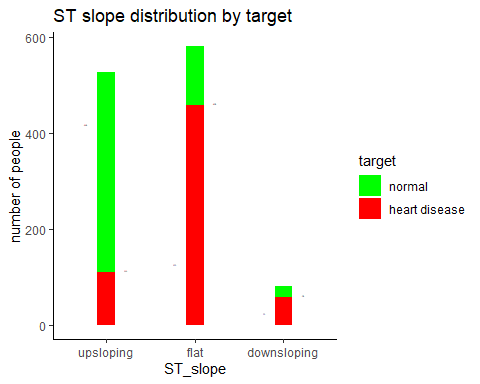 ST slope distribution by target
number of people
600
400
200
0
upsloping flat downsloping
ST_slope
target
normal
heart disease